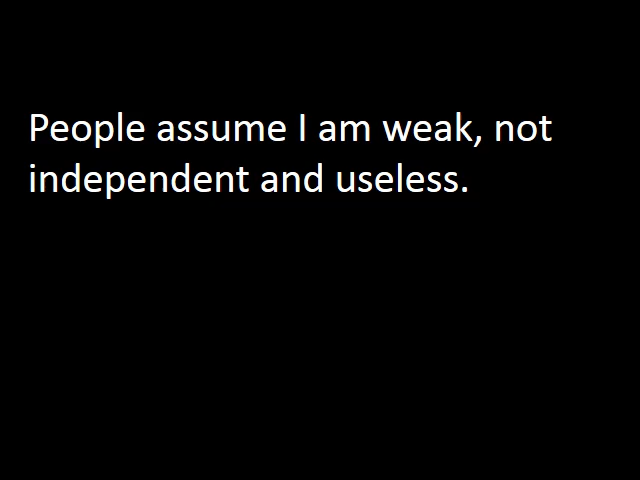 People assume I am weak, not
independent and useless.